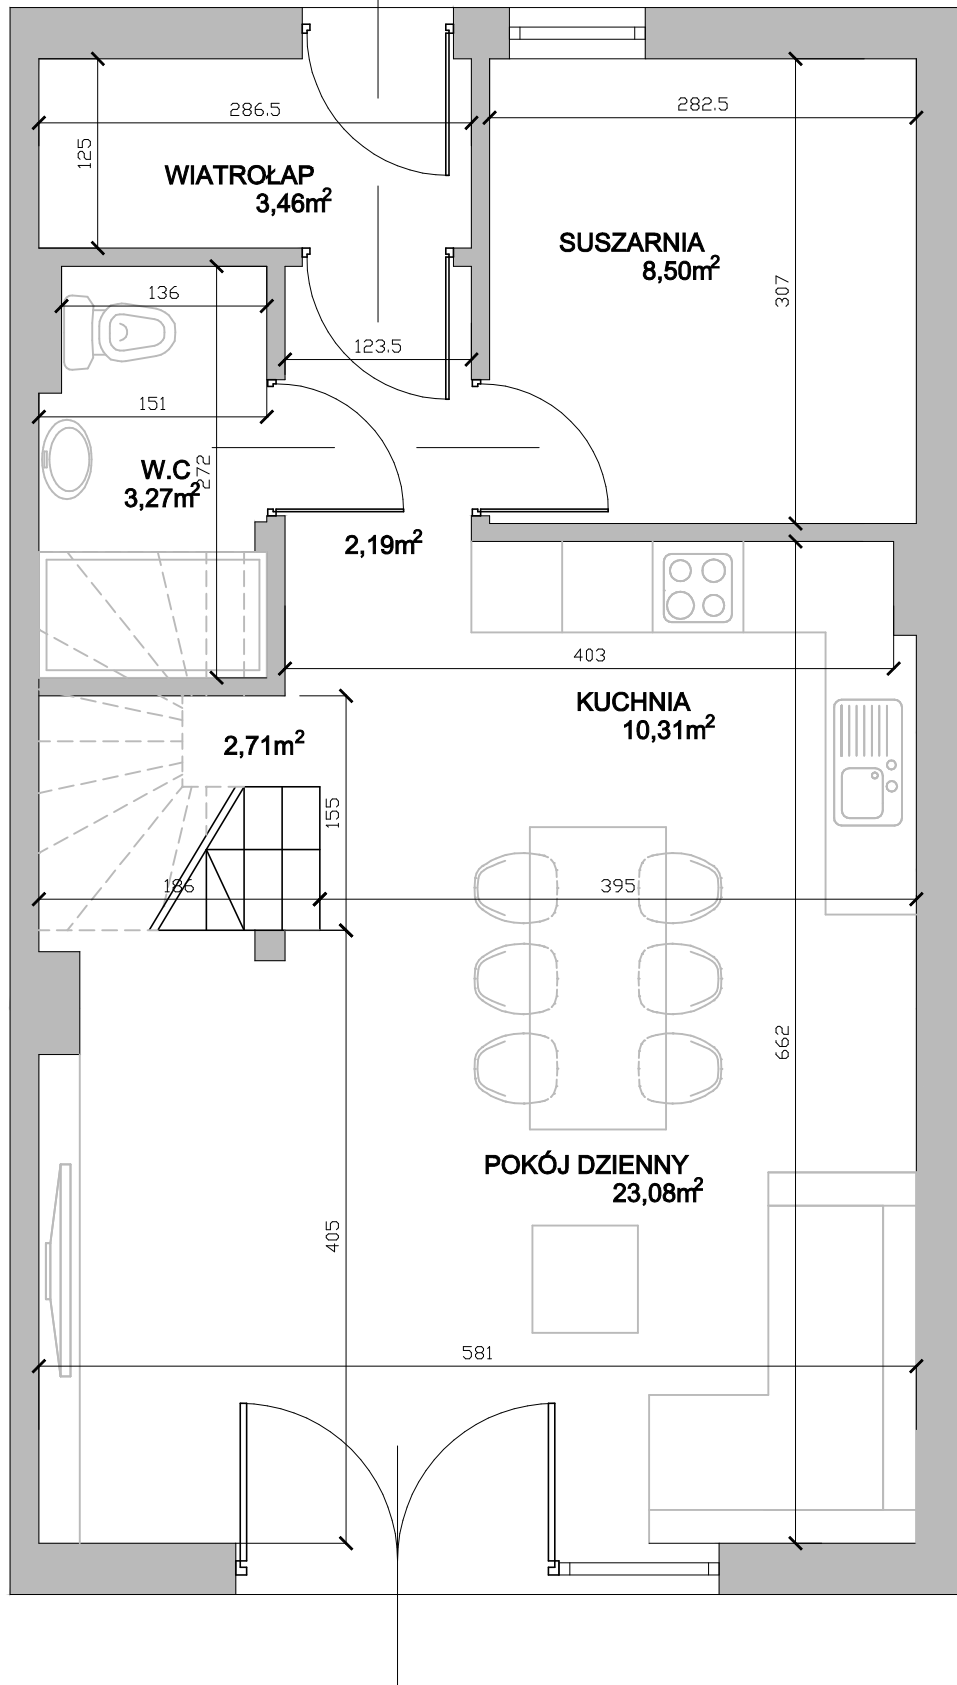 286.5
282.5
125
WIATROŁAP
3,46m²
SUSZARNIA
8,50m²
307
136
123.5
151
W.C
3,27m²
272
2,19m²
403
KUCHNIA
10,31m²
2,71m²
155
186
395
662
POKÓJ DZIENNY
23,08m²
405
581